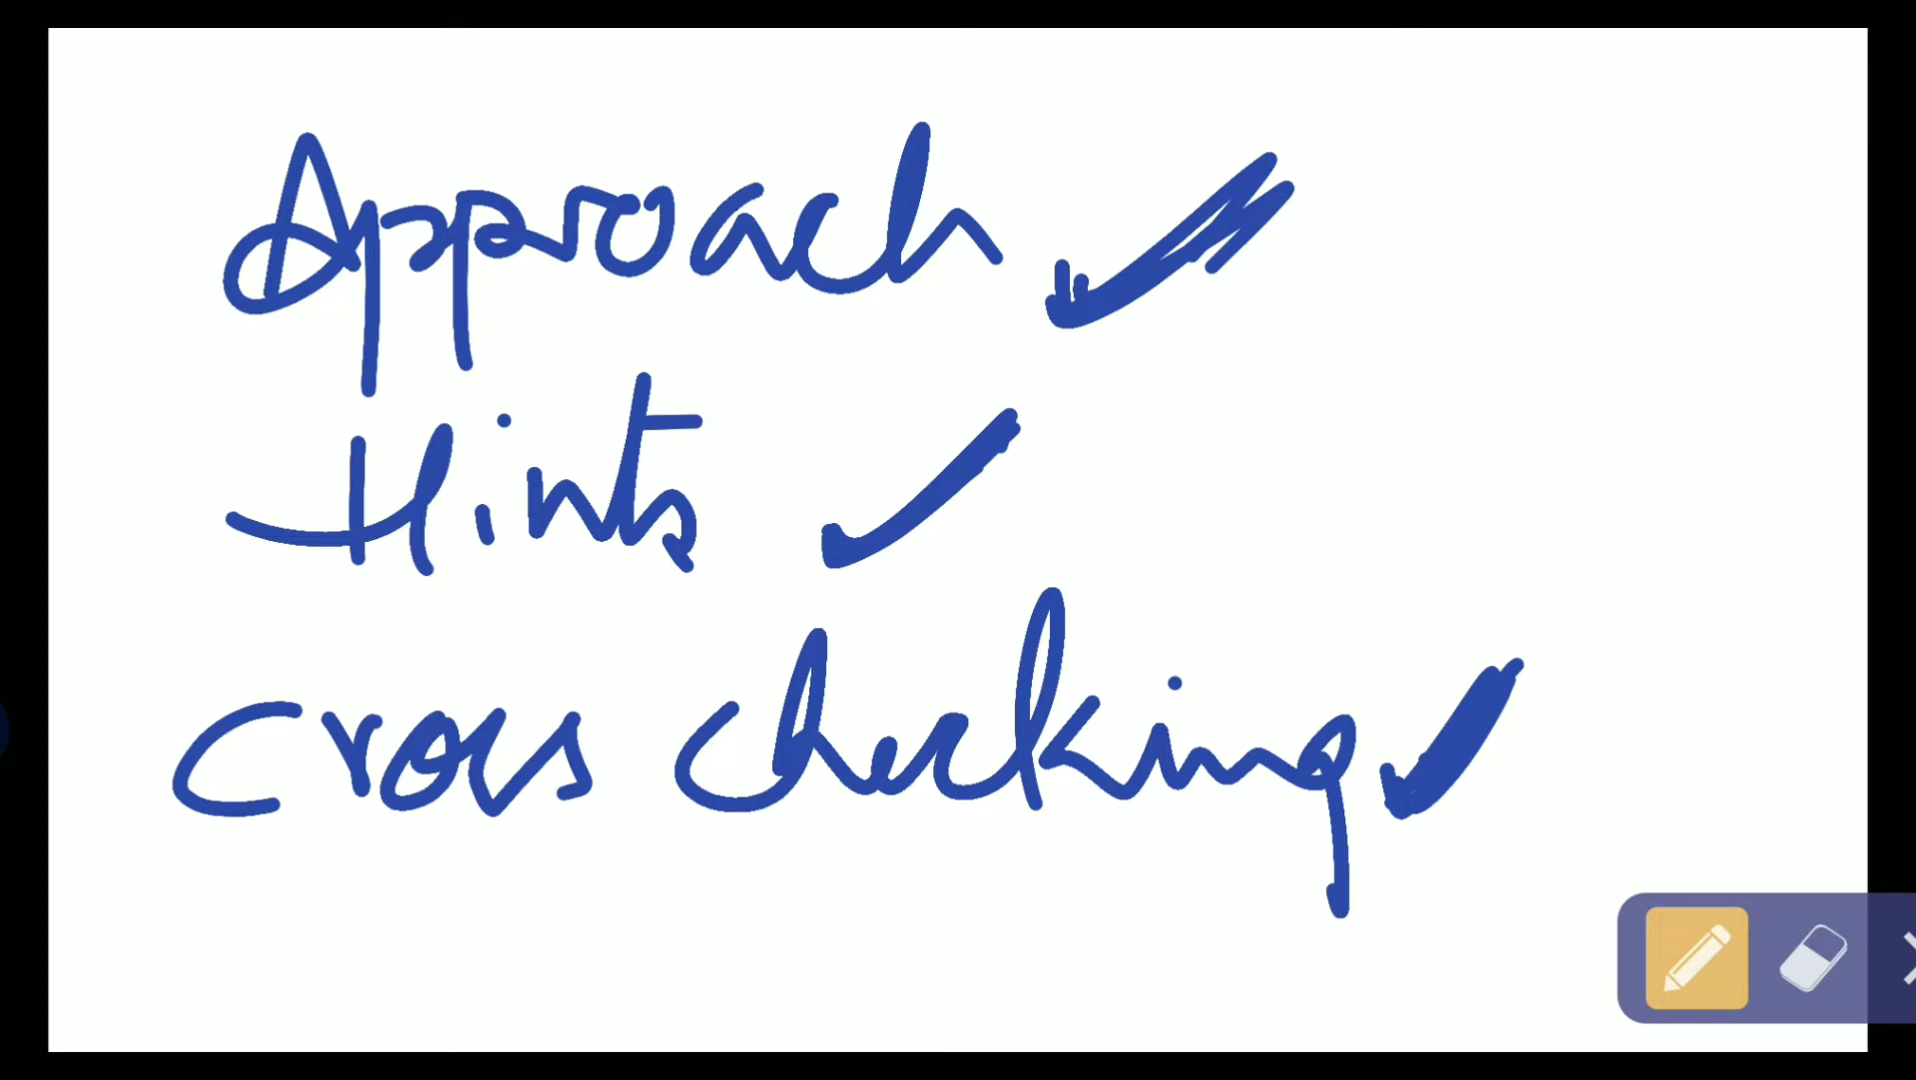 Approach ✓
Hints ✓
Cross checking ✓